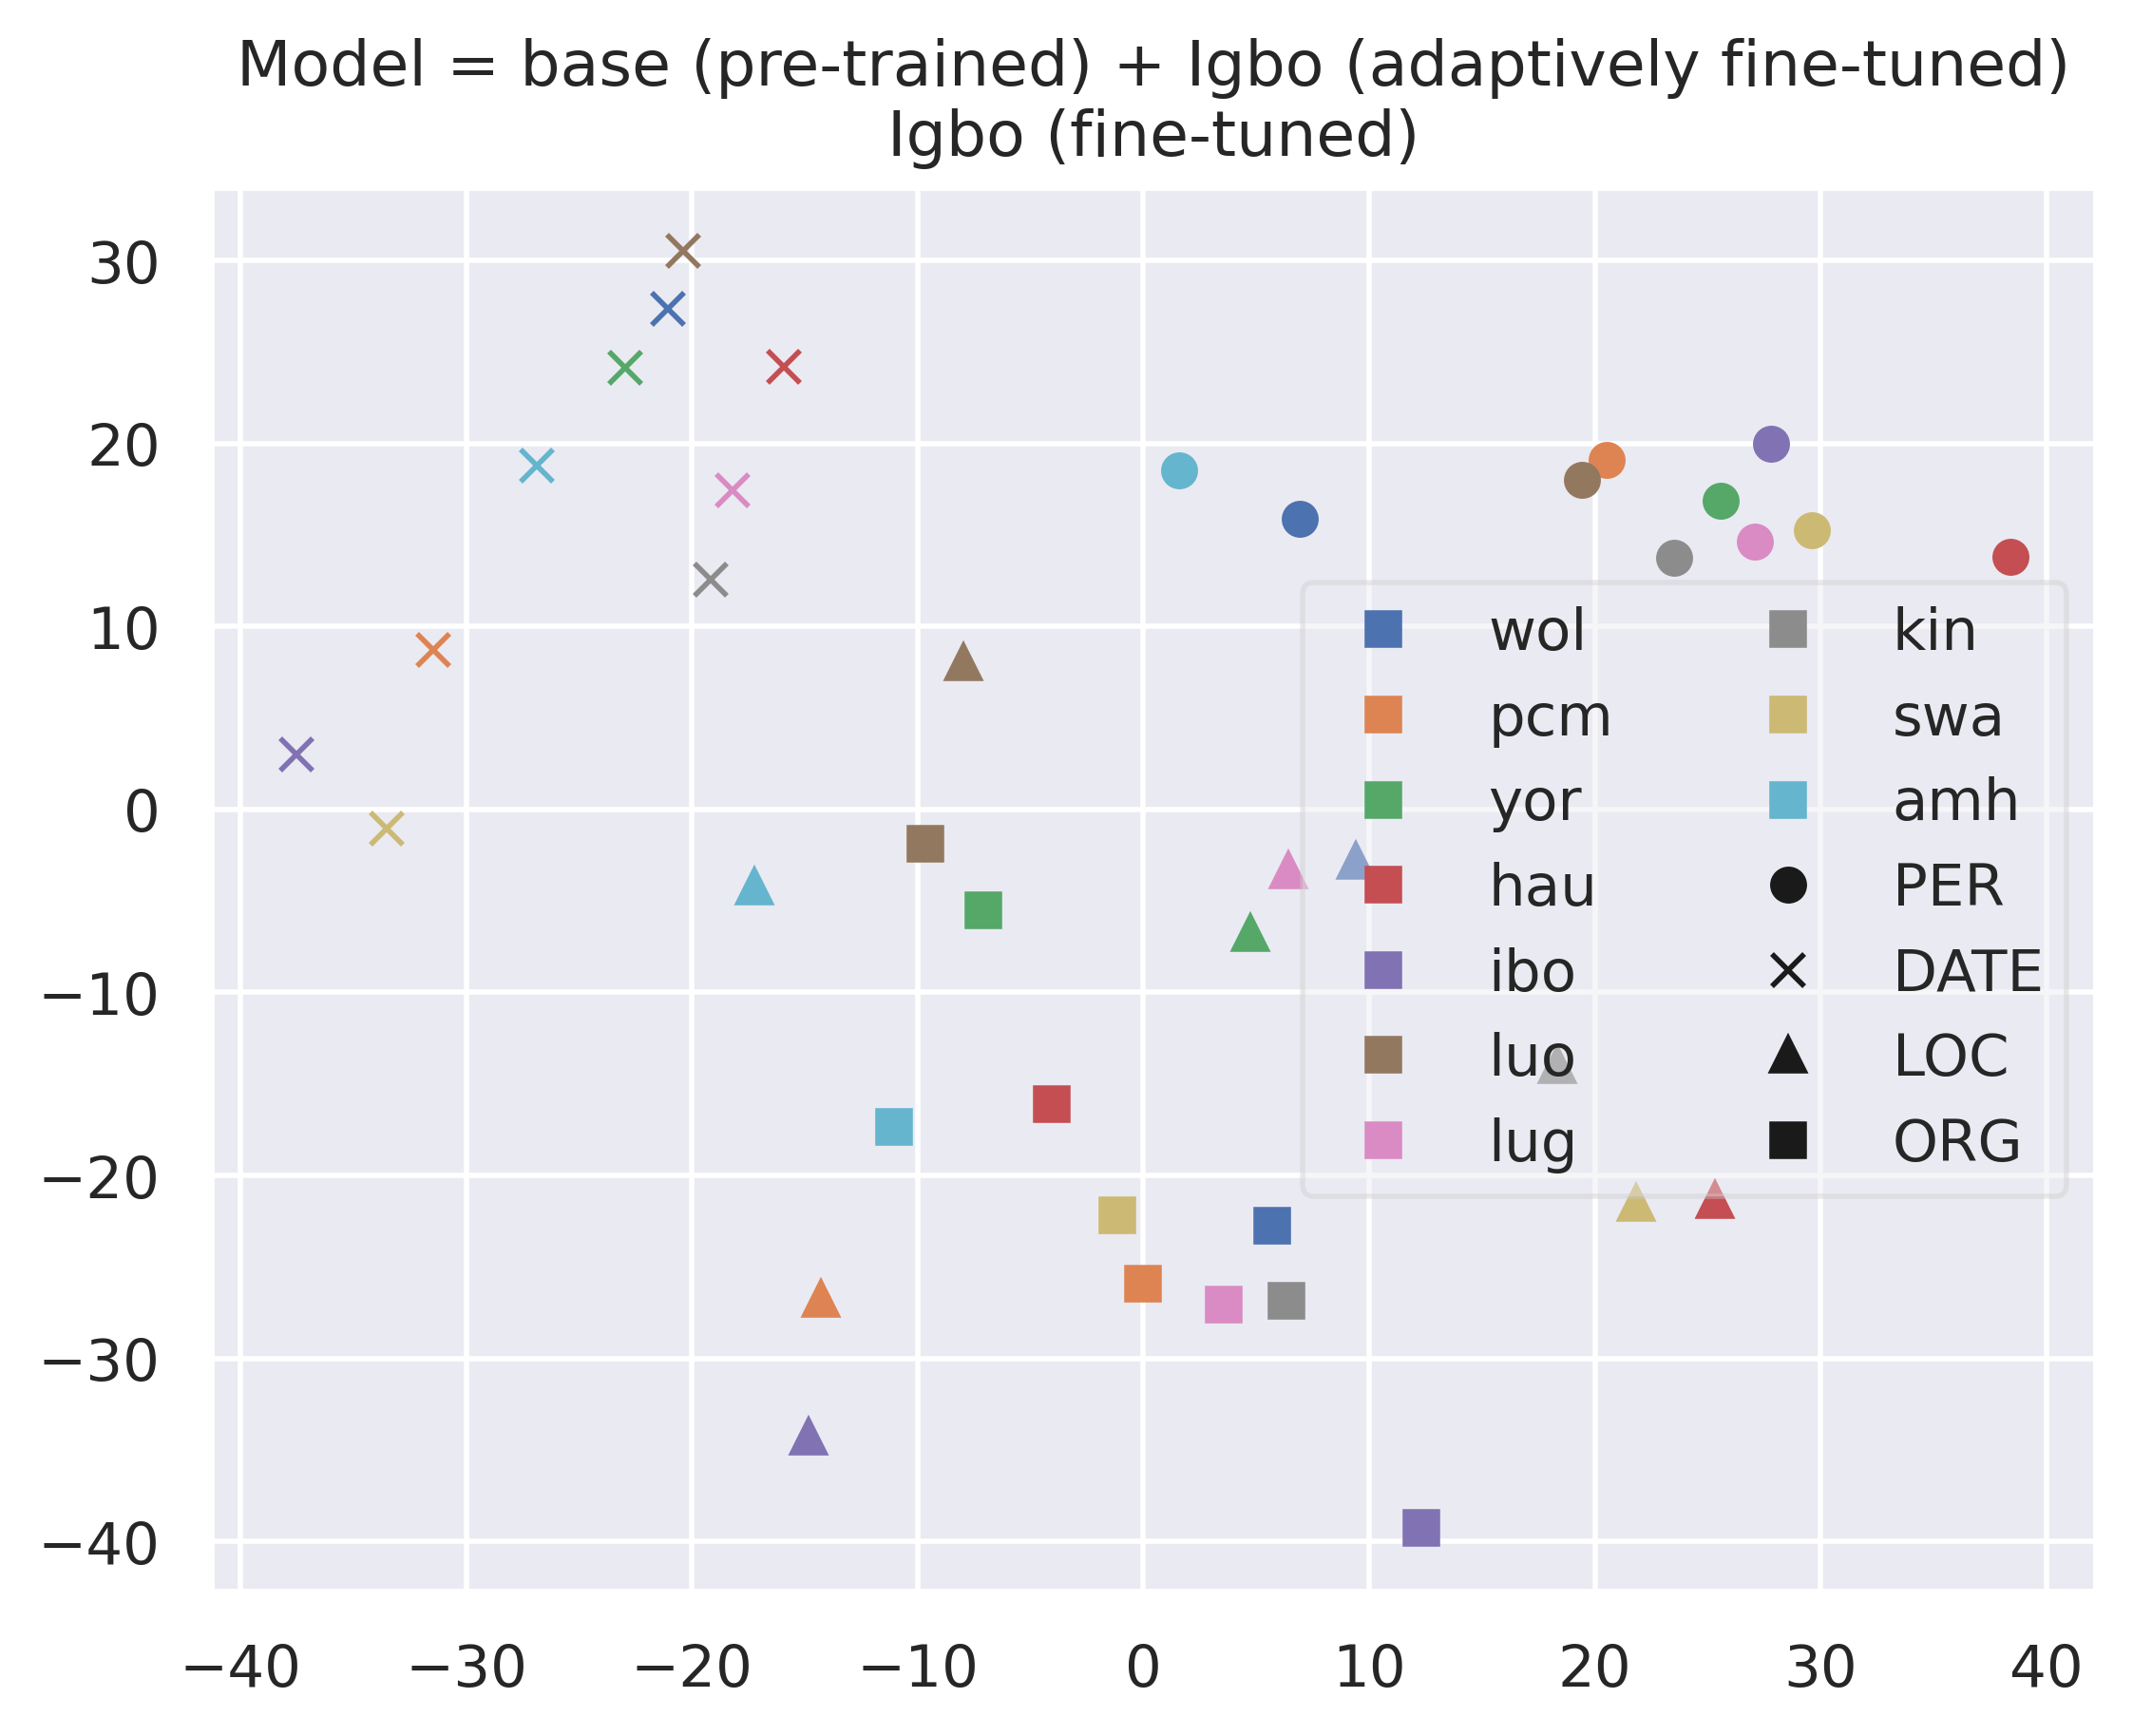 Model = base (pre-trained) + Igbo (adaptively fine-tuned)
Igbo (fine-tuned)
30
20
10
0
−10
−20
−30
−40
wol
pcm
yor
hau
ibo
luo
lug
kin
swa
amh
PER
DATE
LOC
ORG
−40 −30 −20 −10 0 10 20 30 40